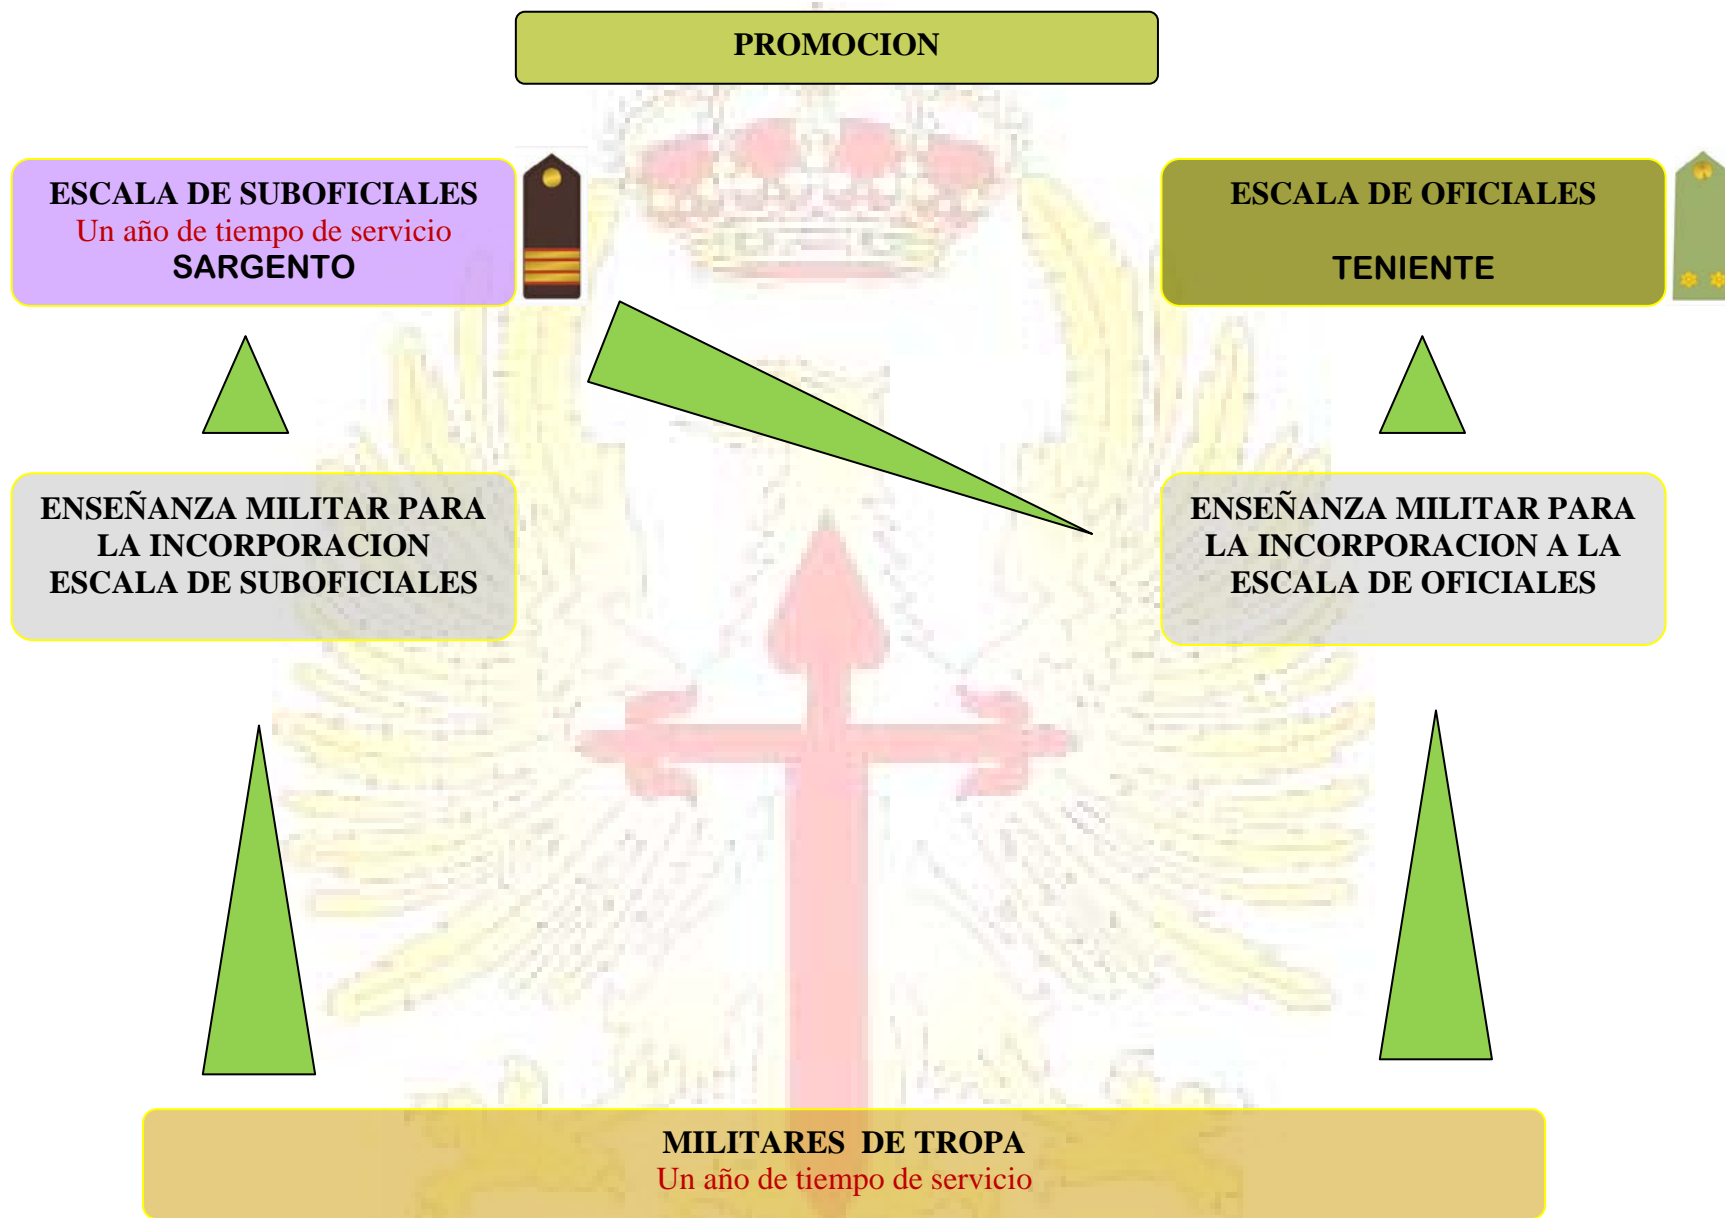 PROMOCION
ESCALA DE SUBOFICIALES
Un año de tiempo de servicio
SARGENTO
ESCALA DE OFICIALES
TENIENTE
ENSEÑANZA MILITAR PARA
LA INCORPORACION
ESCALA DE SUBOFICIALES
ENSEÑANZA MILITAR PARA
LA INCORPORACION A LA
ESCALA DE OFICIALES
MILITARES DE TROPA
Un año de tiempo de servicio